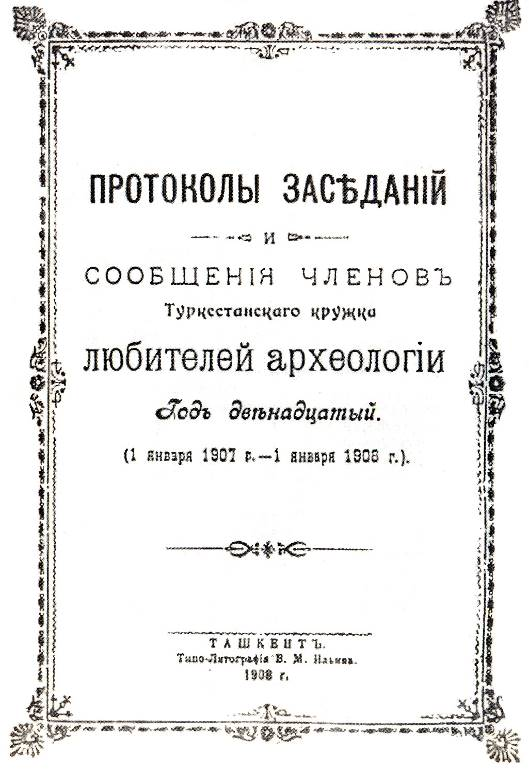 ПРОТОКОЛЫ ЗАСѢДАНІЙ
И
СООБЩЕНІЯ ЧЛЕНОВЪ
Туркестанскаго кружка
любителей археологіи
Годъ двѣнадцатый.
(1 января 1907 г.—1 января 1908 г.).
ТАШКЕНТЪ.
Типо-Литографія В. М. Ильина.
1908 г.